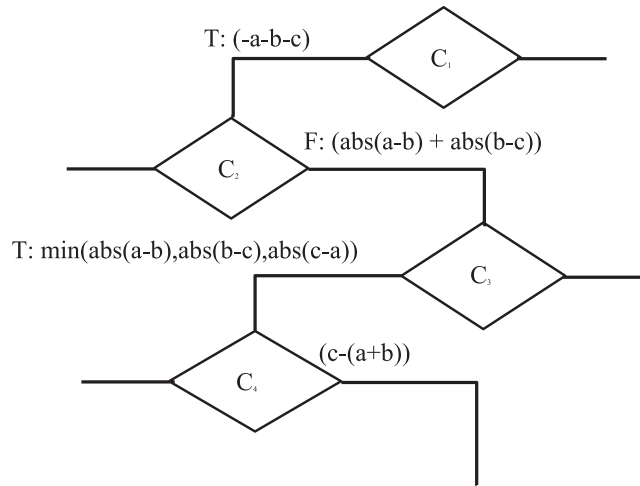 T: (-a-b-c)
C₁
F: (abs(a-b) + abs(b-c))
C₂
T: min(abs(a-b),abs(b-c),abs(c-a))
C₃
(c-(a+b))
C₄